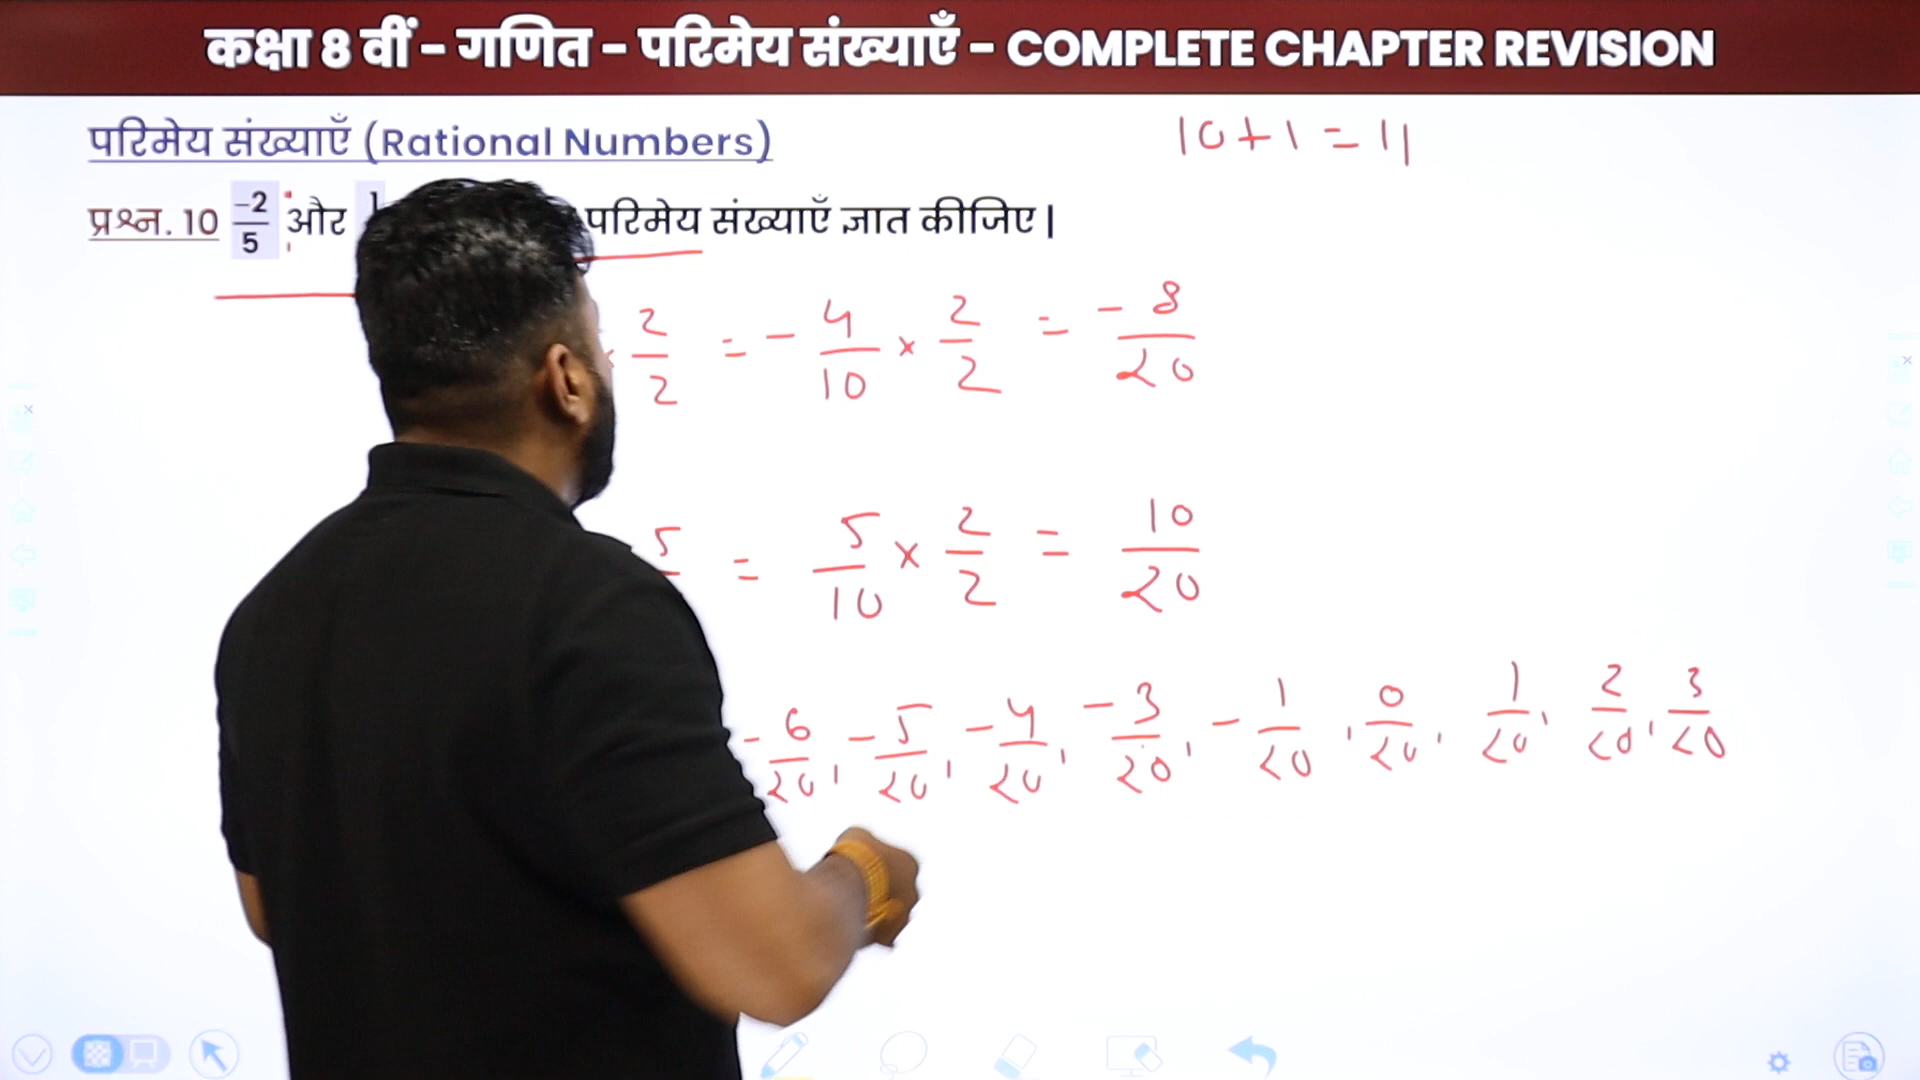 कक्षा 8 वीं - गणित - परिमेय संख्याएँ - COMPLETE CHAPTER REVISION
परिमेय संख्याएँ (Rational Numbers)
10 + 1 = 11
प्रश्न. 10 -2/5 और 1 परिमेय संख्याएँ ज्ञात कीजिए |
2/2 = - 4/10 × 2/2 = - 8/20
5 = 5/10 × 2/2 = 10/20
- 6/20, - 5/20, - 4/20, - 3/20, - 1/20, 0/20, 1/20, 2/20, 3/20